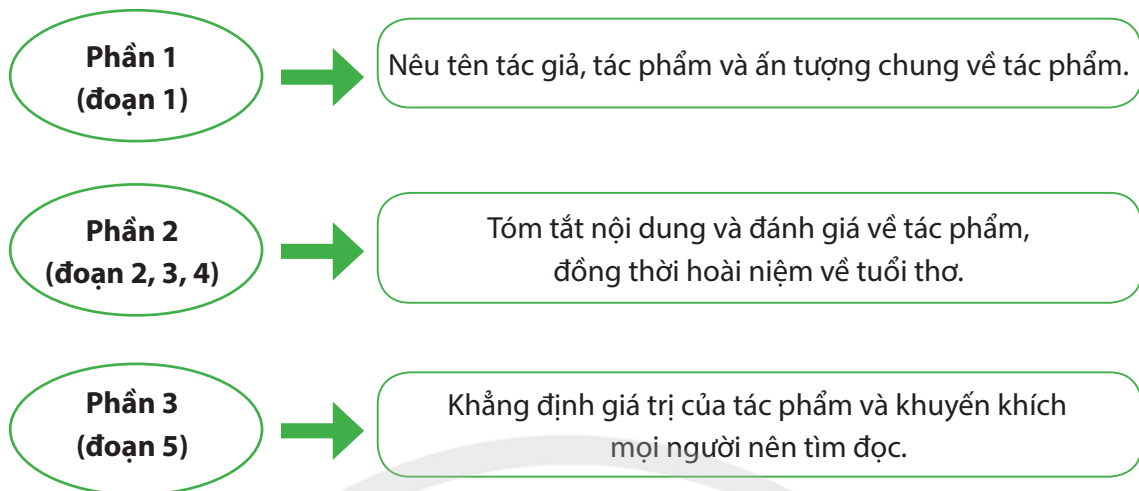 Phần 1
(đoạn 1)
Nêu tên tác giả, tác phẩm và ấn tượng chung về tác phẩm.
Phần 2
(đoạn 2, 3, 4)
Tóm tắt nội dung và đánh giá về tác phẩm,
đồng thời hoài niệm về tuổi thơ.
Phần 3
(đoạn 5)
Khẳng định giá trị của tác phẩm và khuyến khích
mọi người nên tìm đọc.